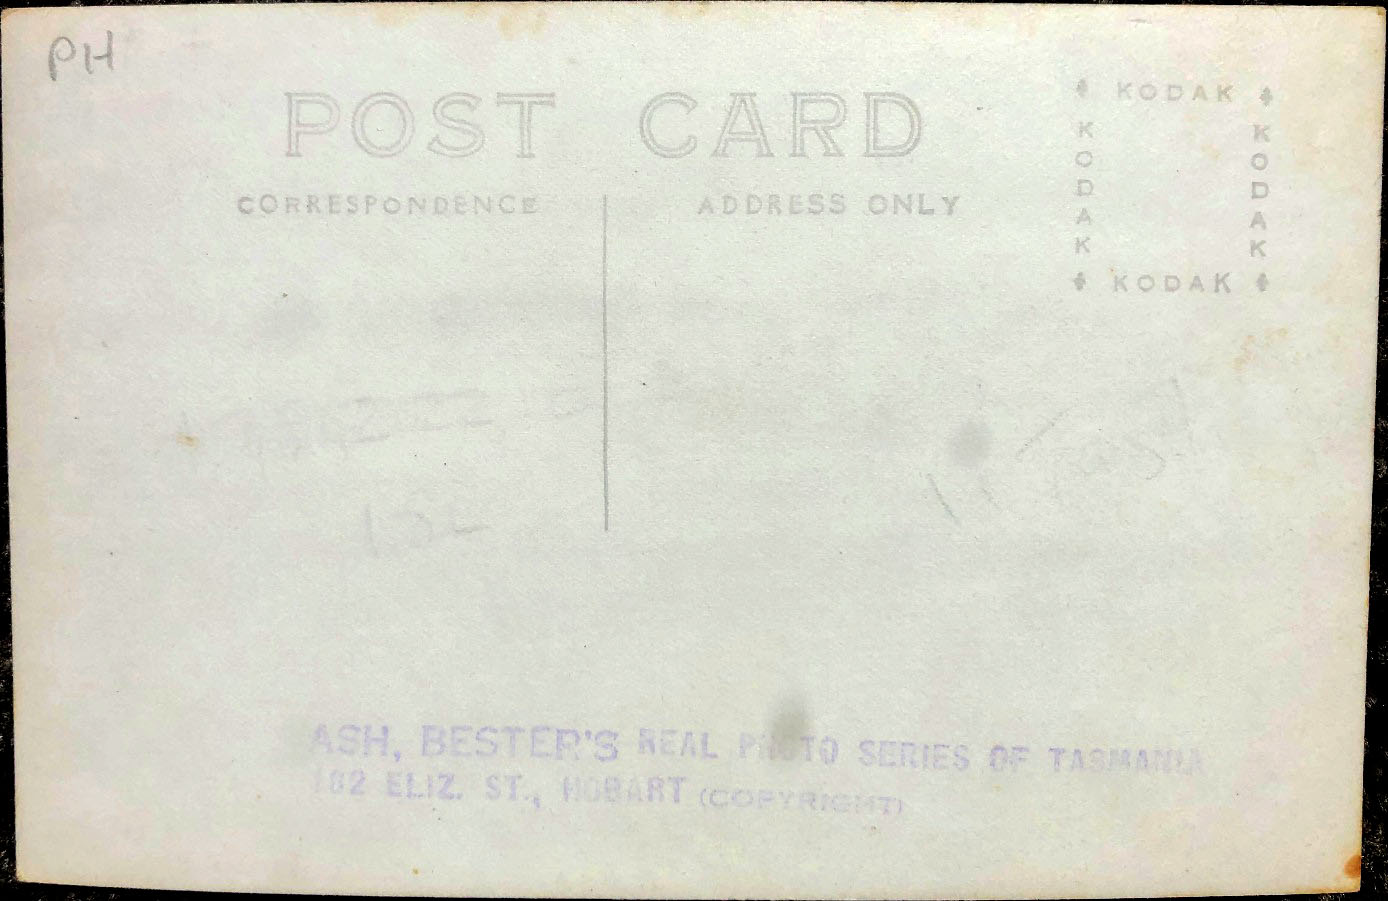 PH
POST CARD
KODAK
KODAK
KODAK
KODAK
CORRESPONDENCE
ADDRESS ONLY
ASH, BESTER'S REAL PHOTO SERIES OF TASMANIA
182 ELIZ. ST., HOBART (COPYRIGHT)